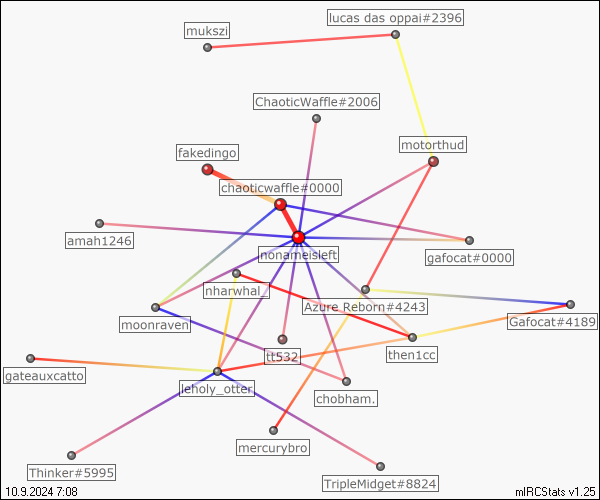 lucas das oppai#2396
mukszi
ChaoticWaffle#2006
motorthud
fakedingo
chaoticwaffle#0000
amah1246
nonameisleft
gafocat#0000
nharwhal_
Azure_Reborn#4243
moonraven
Gafocat#4189
tt532
then1cc
gateauxcatto
leholy_otter
chobham.
mercurybro
Thinker#5995
TripleMidget#8824
10.9.2024 7:08
mIRCStats v1.25